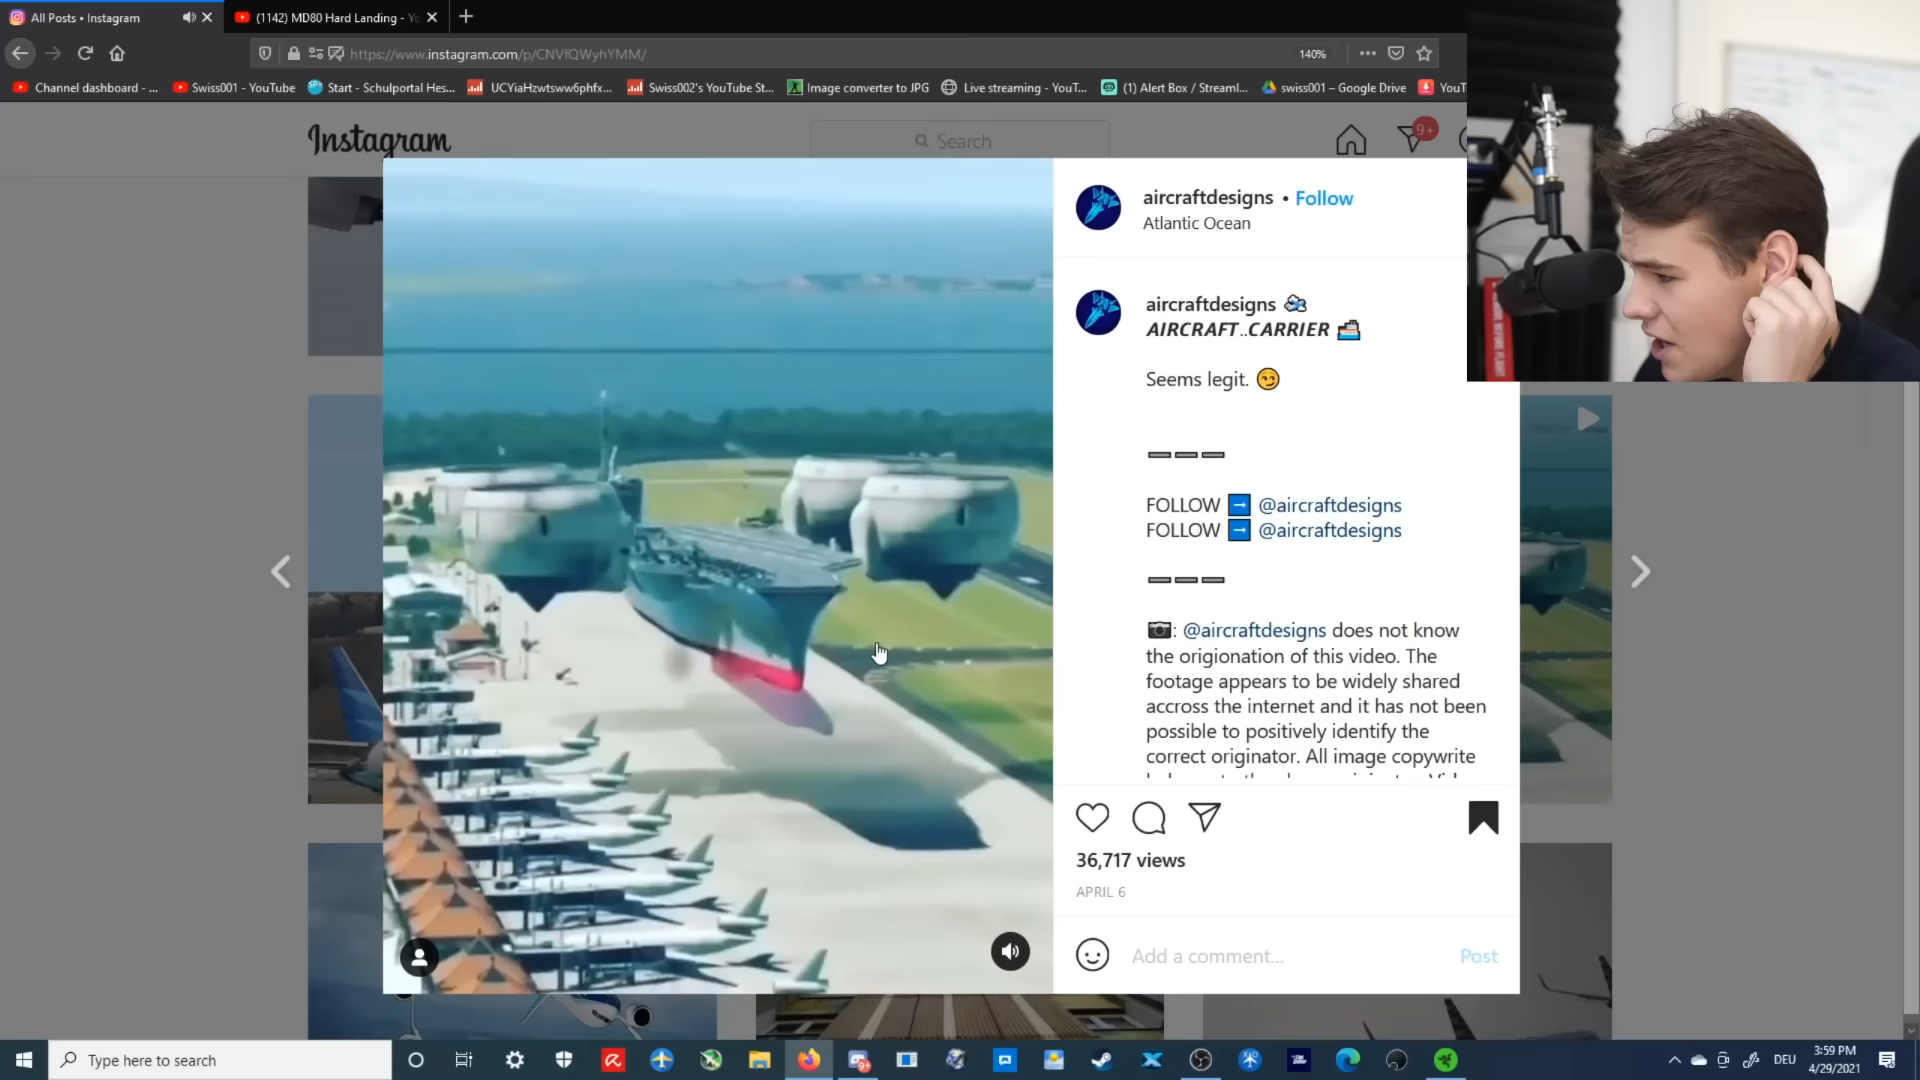 All Posts • Instagram
(1142) MD80 Hard Landing - Yo
https://www.instagram.com/p/CNVfQWyhYMM/
140%
Channel dashboard - ...
Swiss001 - YouTube
Start - Schulportal Hes...
UCYiaHzwtsww6phfx...
Swiss002's YouTube St...
Image converter to JPG
Live streaming - YouT...
(1) Alert Box / Streaml...
swiss001 – Google Drive
YouT
Instagram
Search
9+
aircraftdesigns • Follow
Atlantic Ocean
aircraftdesigns
AIRCRAFT..CARRIER
Seems legit. 😏
FOLLOW ➡ @aircraftdesigns
FOLLOW ➡ @aircraftdesigns
📷: @aircraftdesigns does not know
the origionation of this video. The
footage appears to be widely shared
accross the internet and it has not been
possible to positively identify the
correct originator. All image copywrite
36,717 views
APRIL 6
Add a comment...
Post
Type here to search
9+
DEU
3:59 PM
4/29/2021